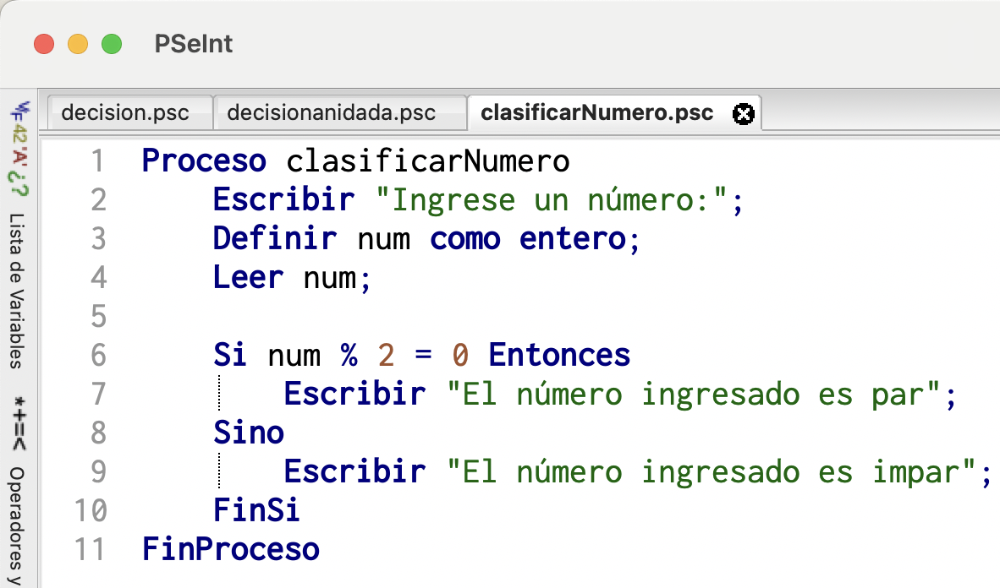 PSeInt
decision.psc decisionanidada.psc clasificarNumero.psc
Lista de Variables
*+=<
Operadores y
1 Proceso clasificarNumero
2     Escribir "Ingrese un número:";
3     Definir num como entero;
4     Leer num;
5
6     Si num % 2 = 0 Entonces
7         Escribir "El número ingresado es par";
8     Sino
9         Escribir "El número ingresado es impar";
10     FinSi
11 FinProceso